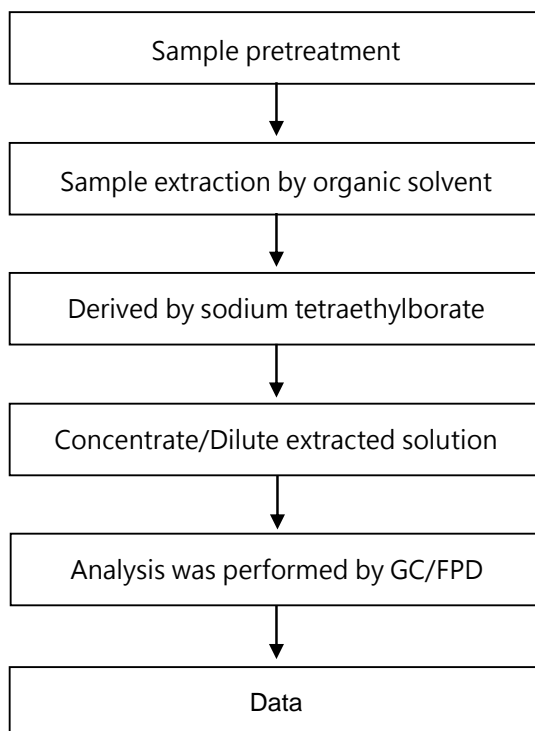 Sample pretreatment
Sample extraction by organic solvent
Derived by sodium tetraethylborate
Concentrate/Dilute extracted solution
Analysis was performed by GC/FPD
Data